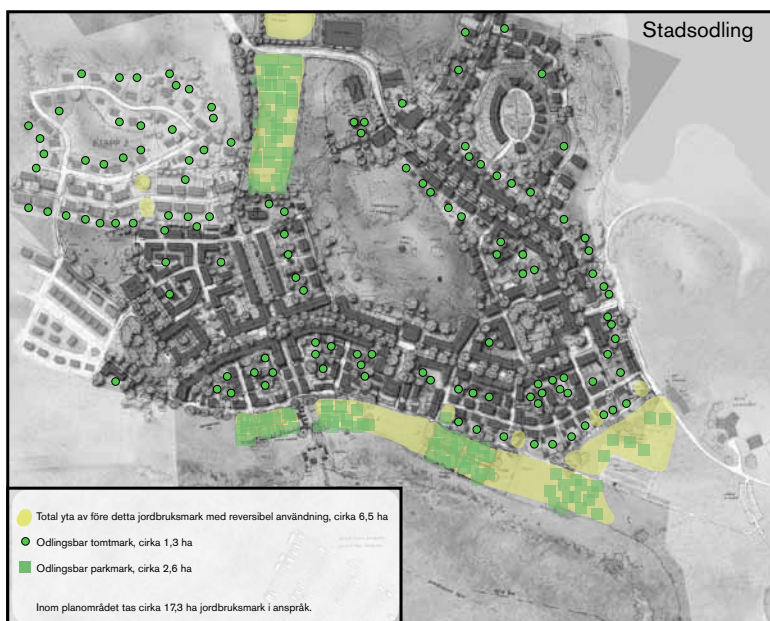 Stadsodling
Total yta av före detta jordbruksmark med reversibel användning, cirka 6,5 ha
Odlingsbar tomtmark, cirka 1,3 ha
Odlingsbar parkmark, cirka 2,6 ha
Inom planområdet tas cirka 17,3 ha jordbruksmark i anspråk.